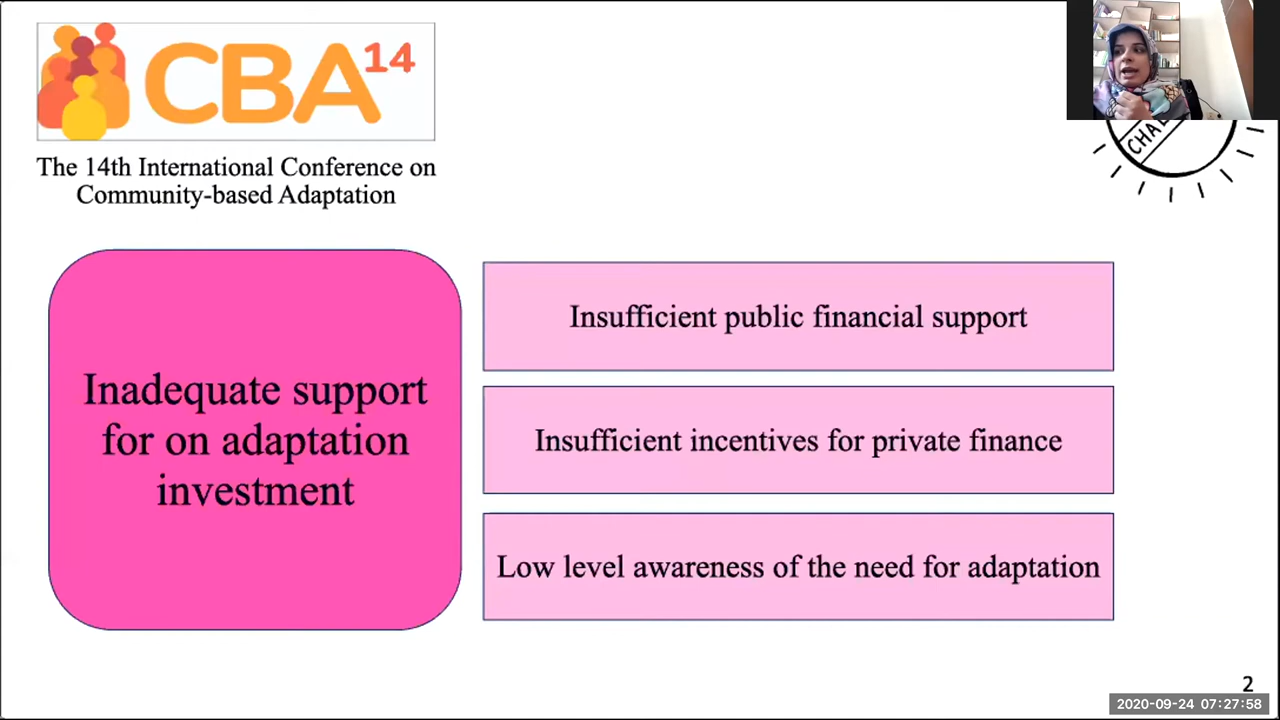 CBA14
The 14th International Conference on
Community-based Adaptation
Inadequate support
for on adaptation
investment
Insufficient public financial support
Insufficient incentives for private finance
Low level awareness of the need for adaptation
2
2020-09-24 07:27:58